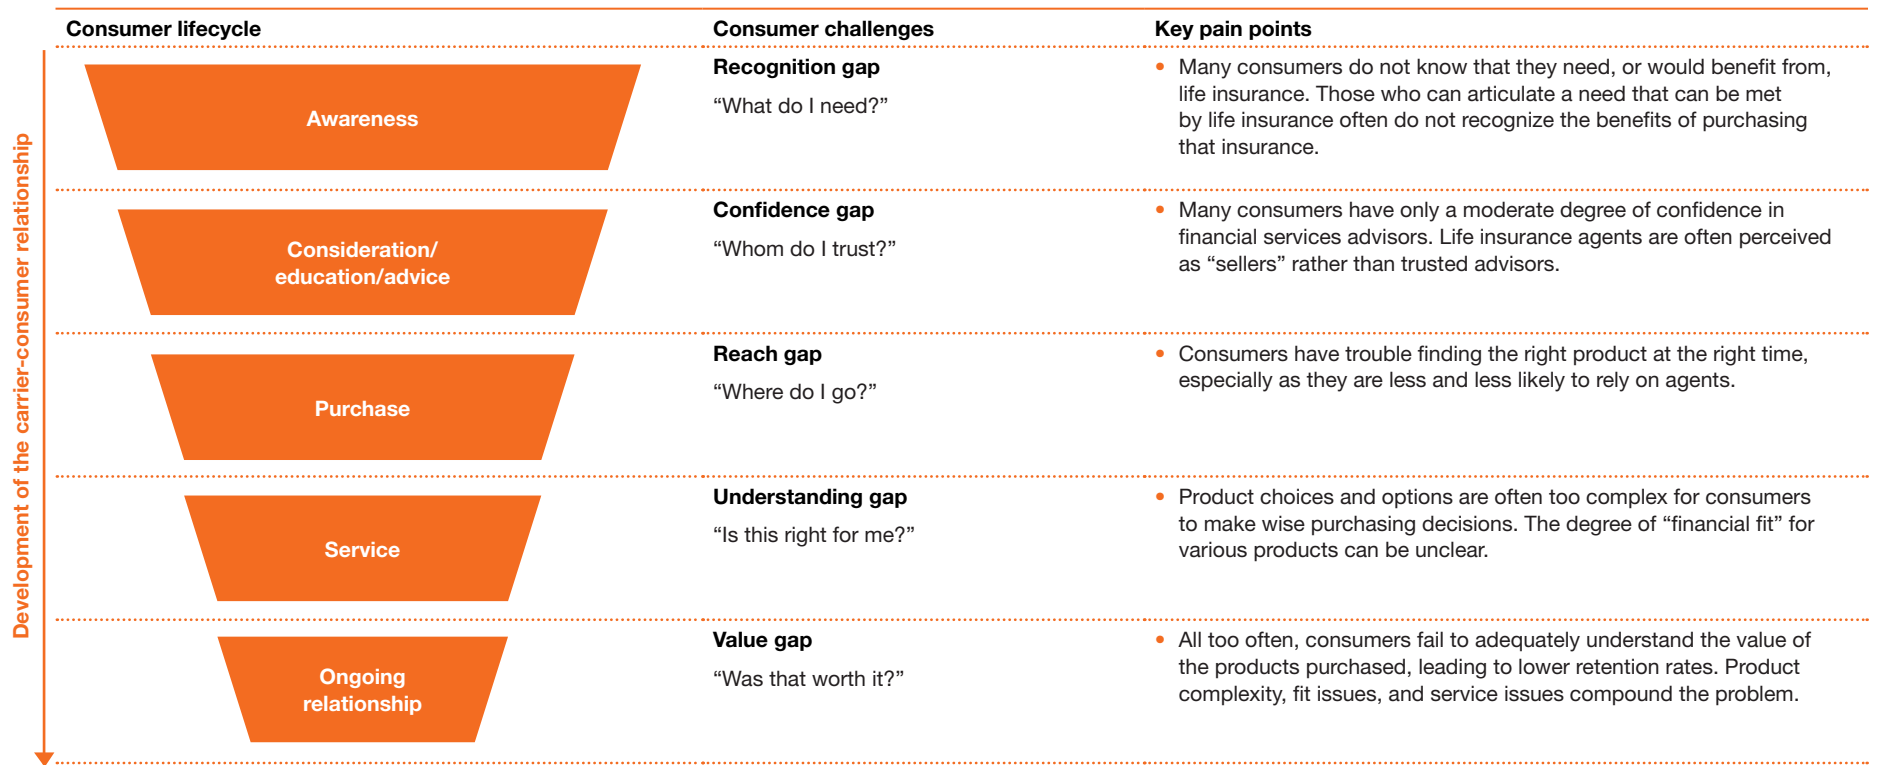 Consumer lifecycle
Consumer challenges
Key pain points
Development of the carrier-consumer relationship
Awareness
Recognition gap
“What do I need?”
• Many consumers do not know that they need, or would benefit from,
life insurance. Those who can articulate a need that can be met
by life insurance often do not recognize the benefits of purchasing
that insurance.
Consideration/
education/advice
Confidence gap
“Whom do I trust?”
• Many consumers have only a moderate degree of confidence in
financial services advisors. Life insurance agents are often perceived
as “sellers” rather than trusted advisors.
Purchase
Reach gap
“Where do I go?”
• Consumers have trouble finding the right product at the right time,
especially as they are less and less likely to rely on agents.
Service
Understanding gap
“Is this right for me?”
• Product choices and options are often too complex for consumers
to make wise purchasing decisions. The degree of “financial fit” for
various products can be unclear.
Ongoing
relationship
Value gap
“Was that worth it?”
• All too often, consumers fail to adequately understand the value of
the products purchased, leading to lower retention rates. Product
complexity, fit issues, and service issues compound the problem.